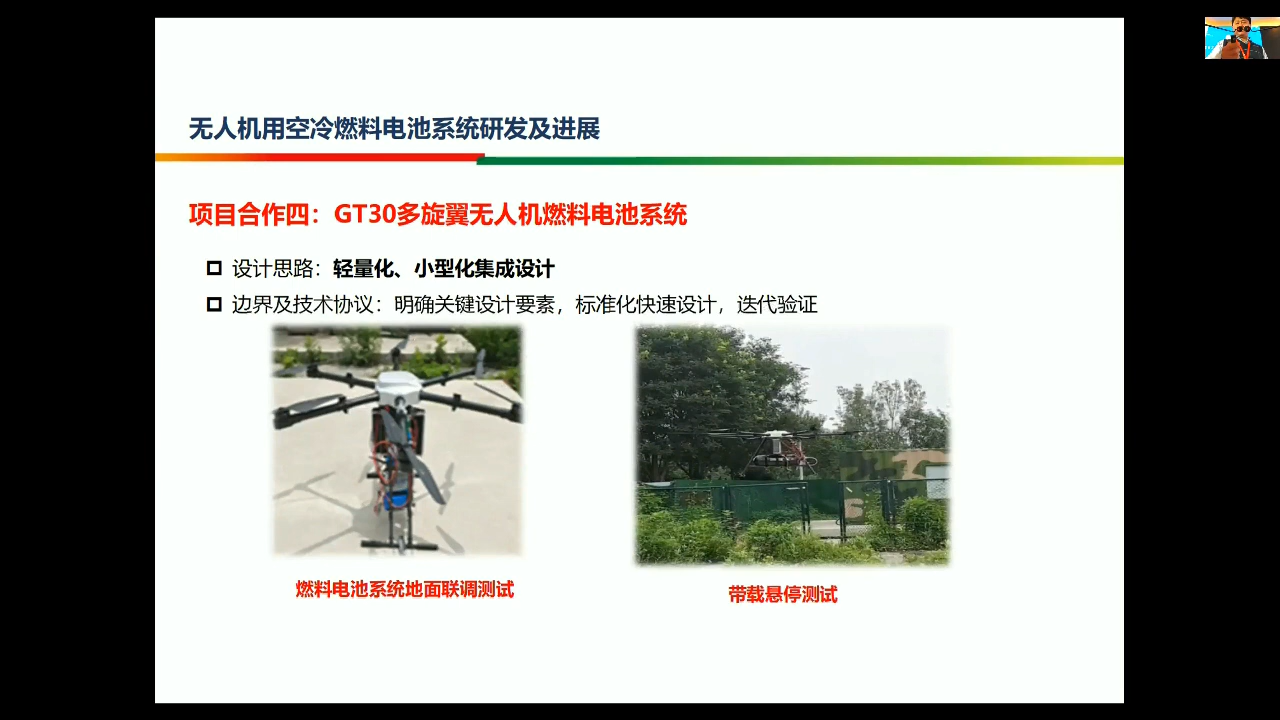 无人机用空冷燃料电池系统研发及进展
项目合作四：GT30多旋翼无人机燃料电池系统
设计思路：轻量化、小型化集成设计
边界及技术协议：明确关键设计要素，标准化快速设计，迭代验证
燃料电池系统地面联调测试
带载悬停测试